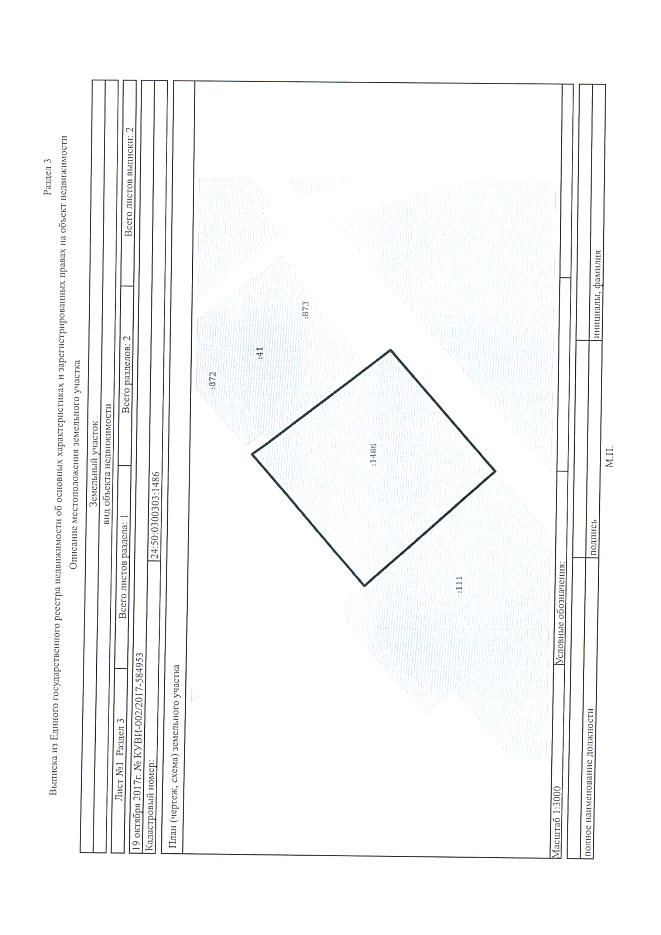 Раздел 3
Выписка из Единого государственного реестра недвижимости об основных характеристиках и зарегистрированных правах на объект недвижимости
Описание местоположения земельного участка
Земельный участок
вид объекта недвижимости
Лист №1 Раздел 3 Всего листов раздела: 1 Всего разделов: 2 Всего листов выписки: 2
19 октября 2017г. № КУВИ-002/2017-584953
Кадастровый номер: 24:50:0300303:1486
План (чертеж, схема) земельного участка
:872
:41
:873
:1486
:111
Масштаб 1:3000 Условные обозначения:
полное наименование должности подпись инициалы, фамилия
М.П.